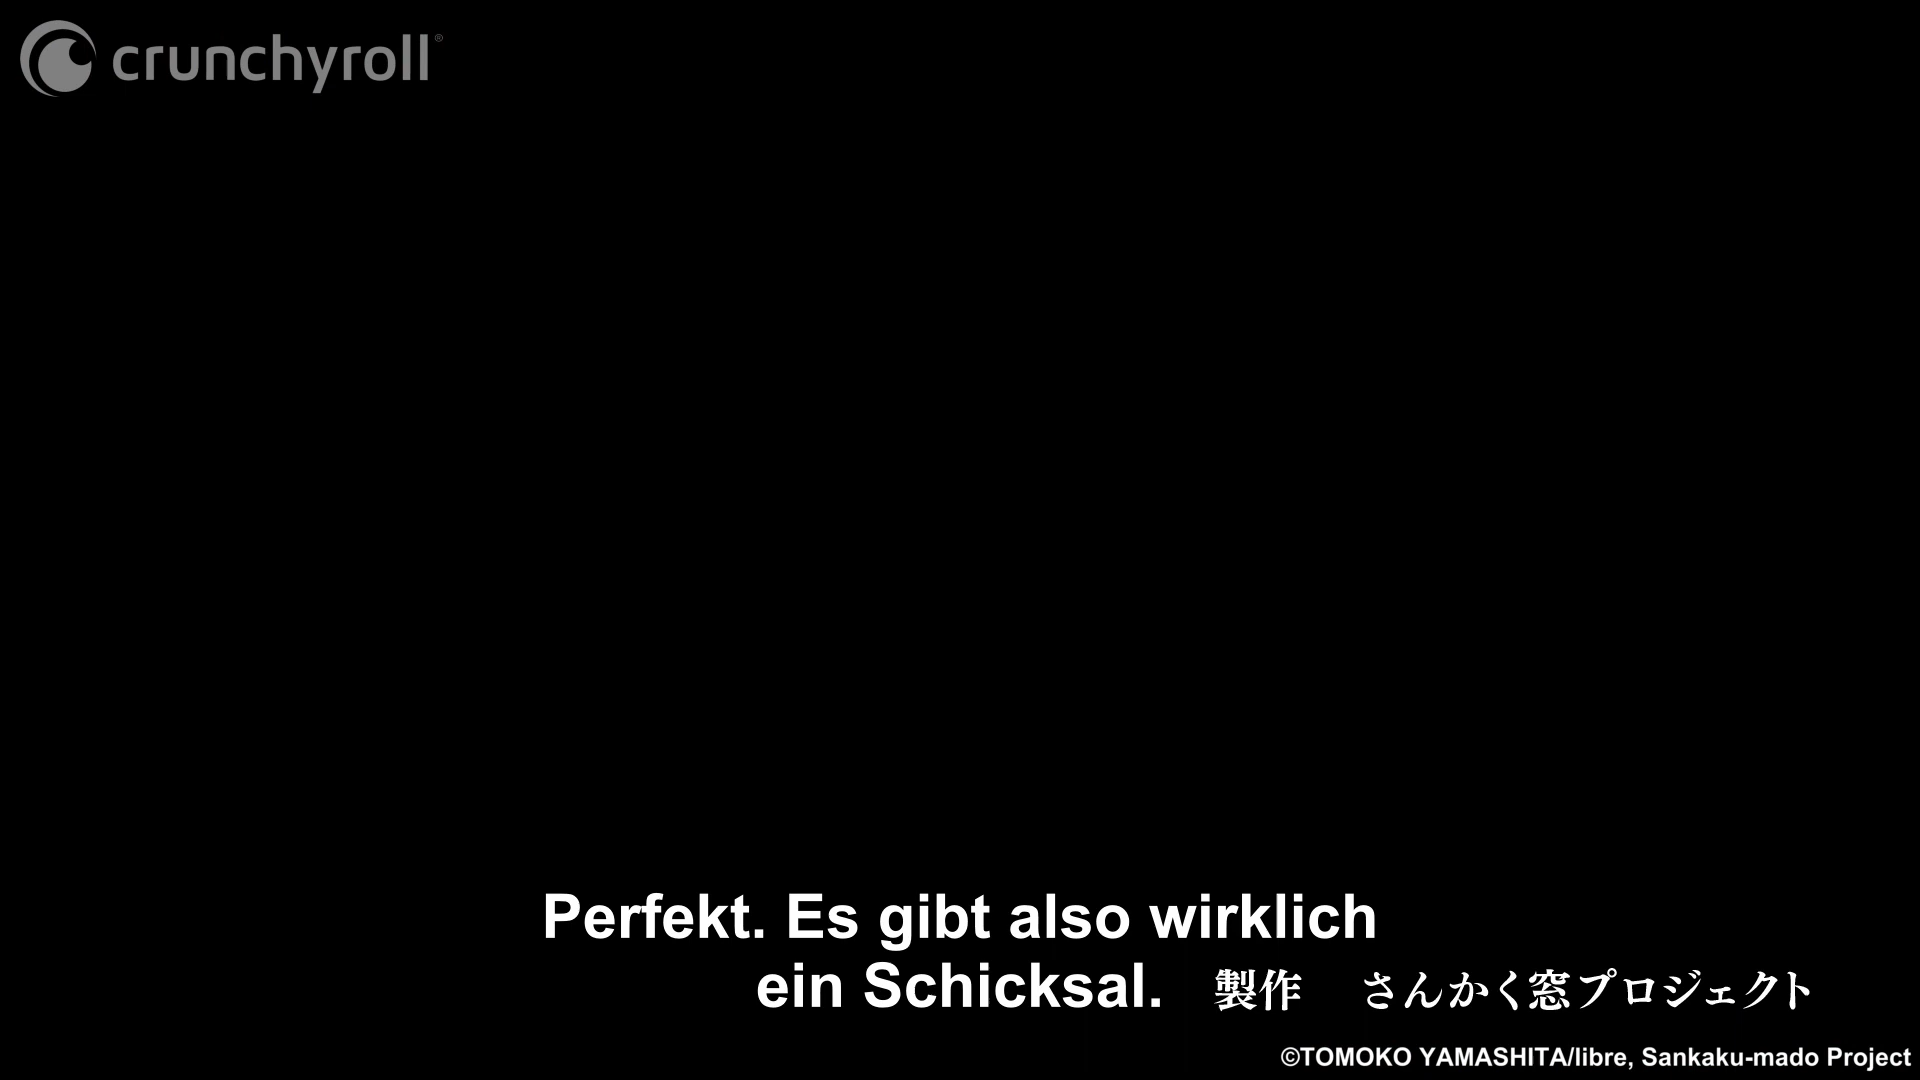 crunchyroll®
Perfekt. Es gibt also wirklich
ein Schicksal.
製作 さんかく窓プロジェクト
©TOMOKO YAMASHITA/libre, Sankaku-mado Project